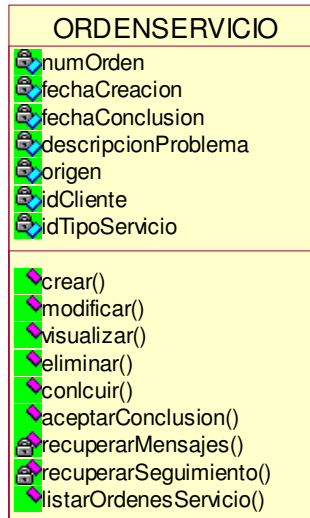 ORDENSERVICIO
numOrden
fechaCreacion
fechaConclusion
descripcionProblema
origen
idCliente
idTipoServicio
crear()
modificar()
visualizar()
eliminar()
conlcuir()
aceptarConclusion()
recuperarMensajes()
recuperarSeguimiento()
listarOrdenesServicio()